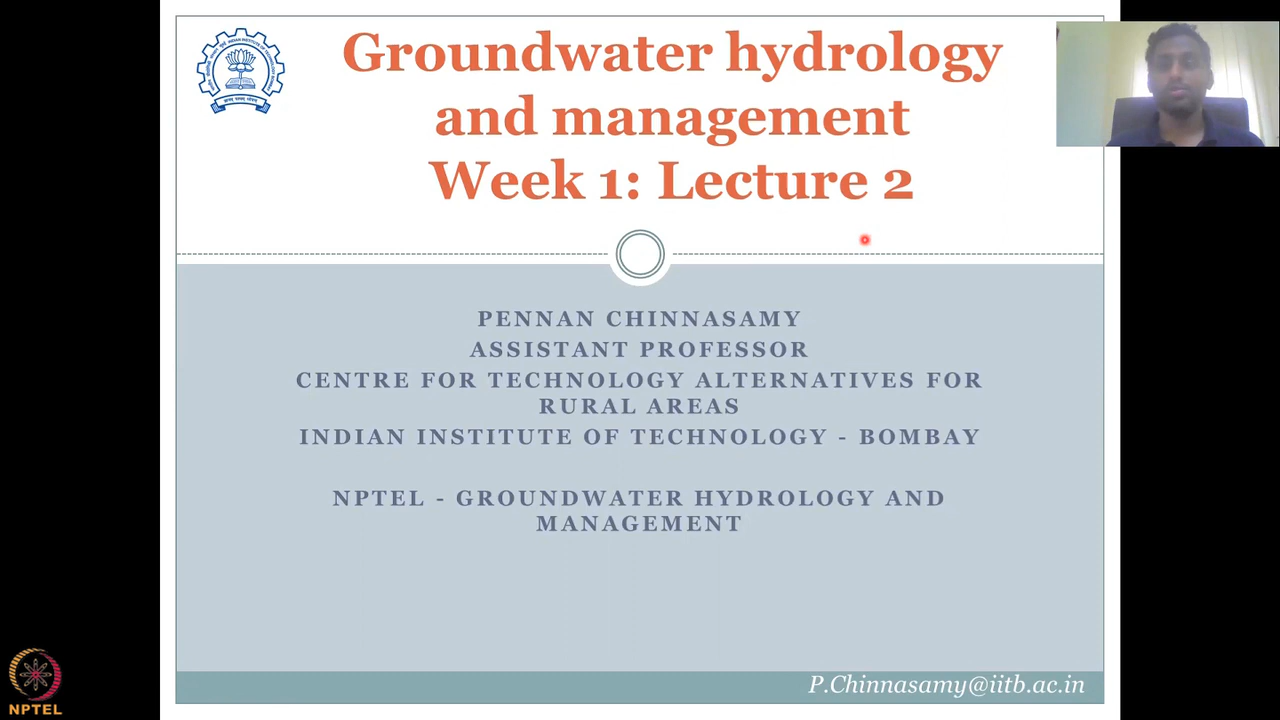 Groundwater hydrology
and management
Week 1: Lecture 2
PENNAN CHINNASAMY
ASSISTANT PROFESSOR
CENTRE FOR TECHNOLOGY ALTERNATIVES FOR
RURAL AREAS
INDIAN INSTITUTE OF TECHNOLOGY - BOMBAY
NPTEL - GROUNDWATER HYDROLOGY AND
MANAGEMENT
P.Chinnasamy@iitb.ac.in
NPTEL